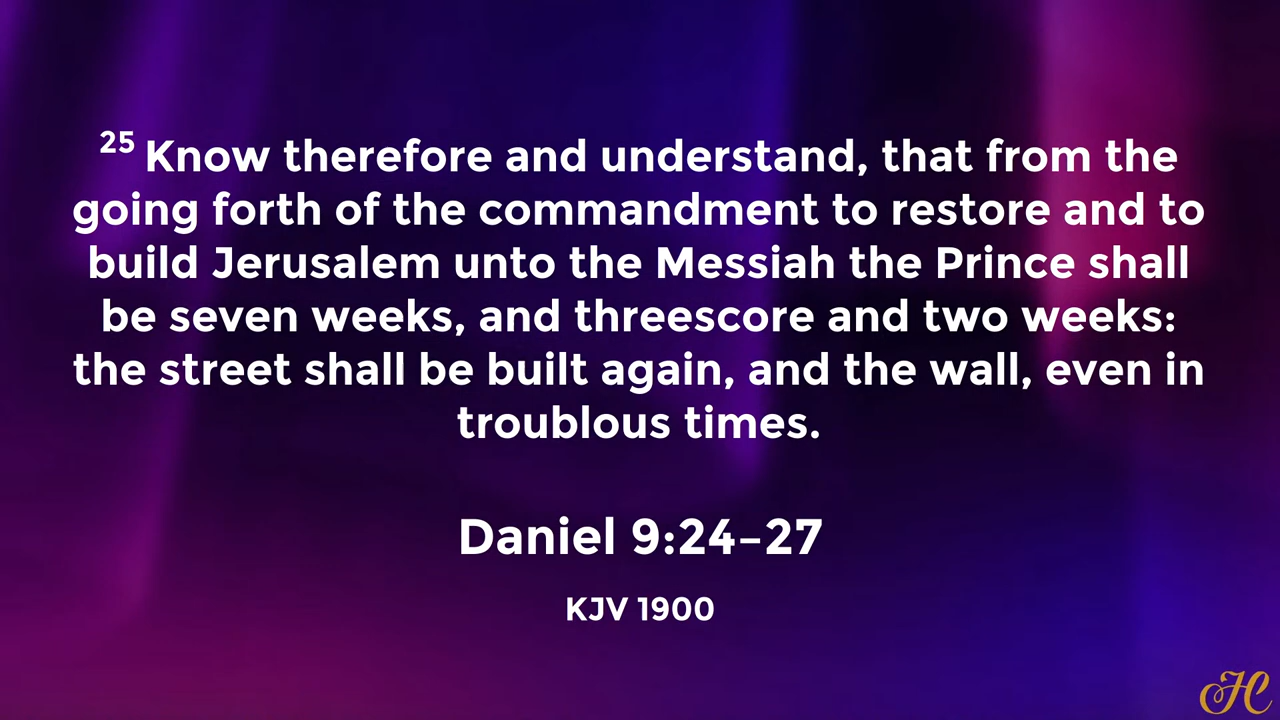 25 Know therefore and understand, that from the
going forth of the commandment to restore and to
build Jerusalem unto the Messiah the Prince shall
be seven weeks, and threescore and two weeks:
the street shall be built again, and the wall, even in
troublous times.
Daniel 9:24–27
KJV 1900
HC